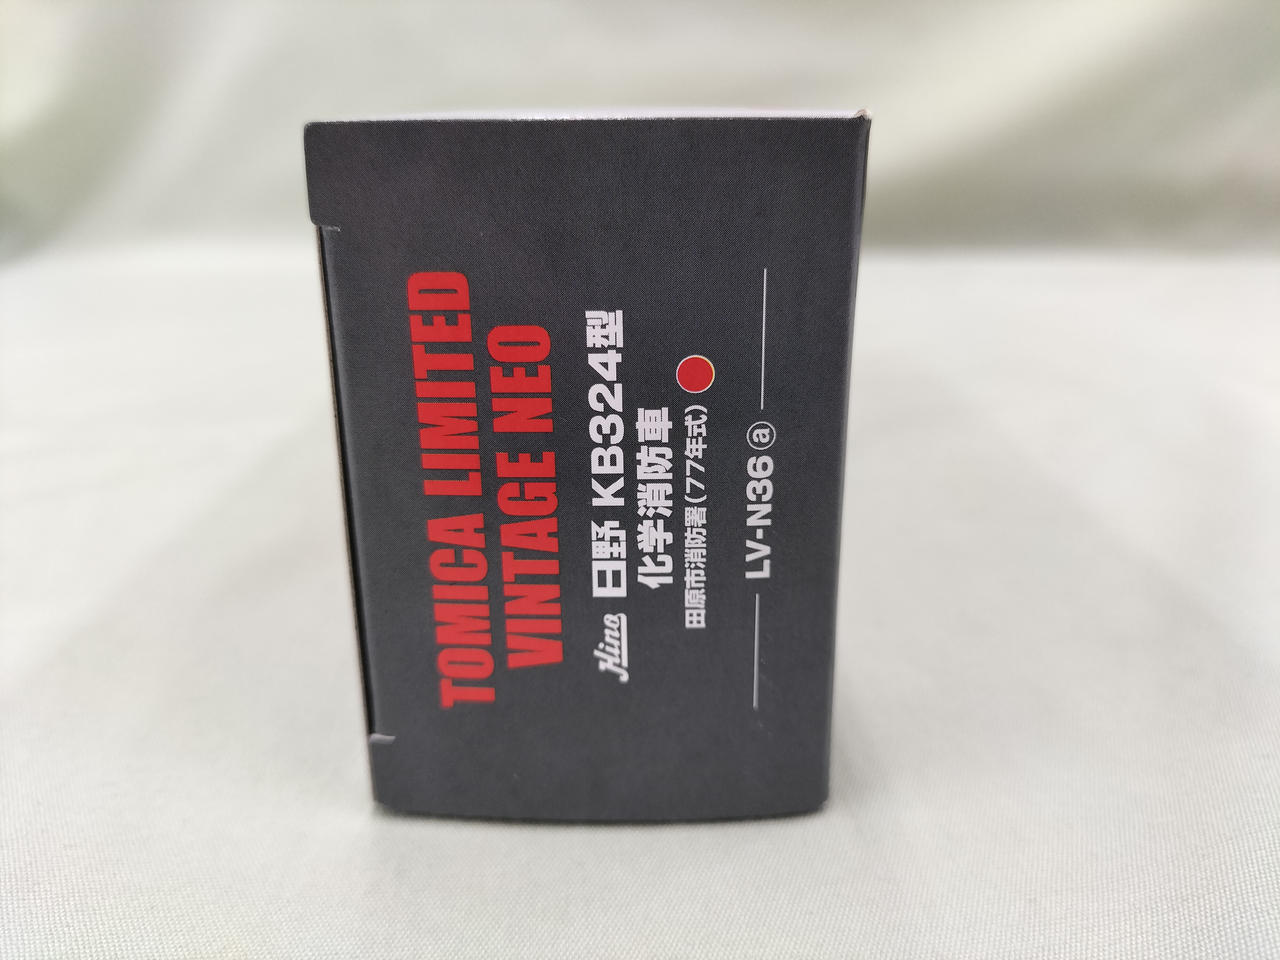 TOMICA LIMITED
VINTAGE NEO
Hino 日野 KB324型
化学消防車
田原市消防署(77年式)
LV-N36ⓐ